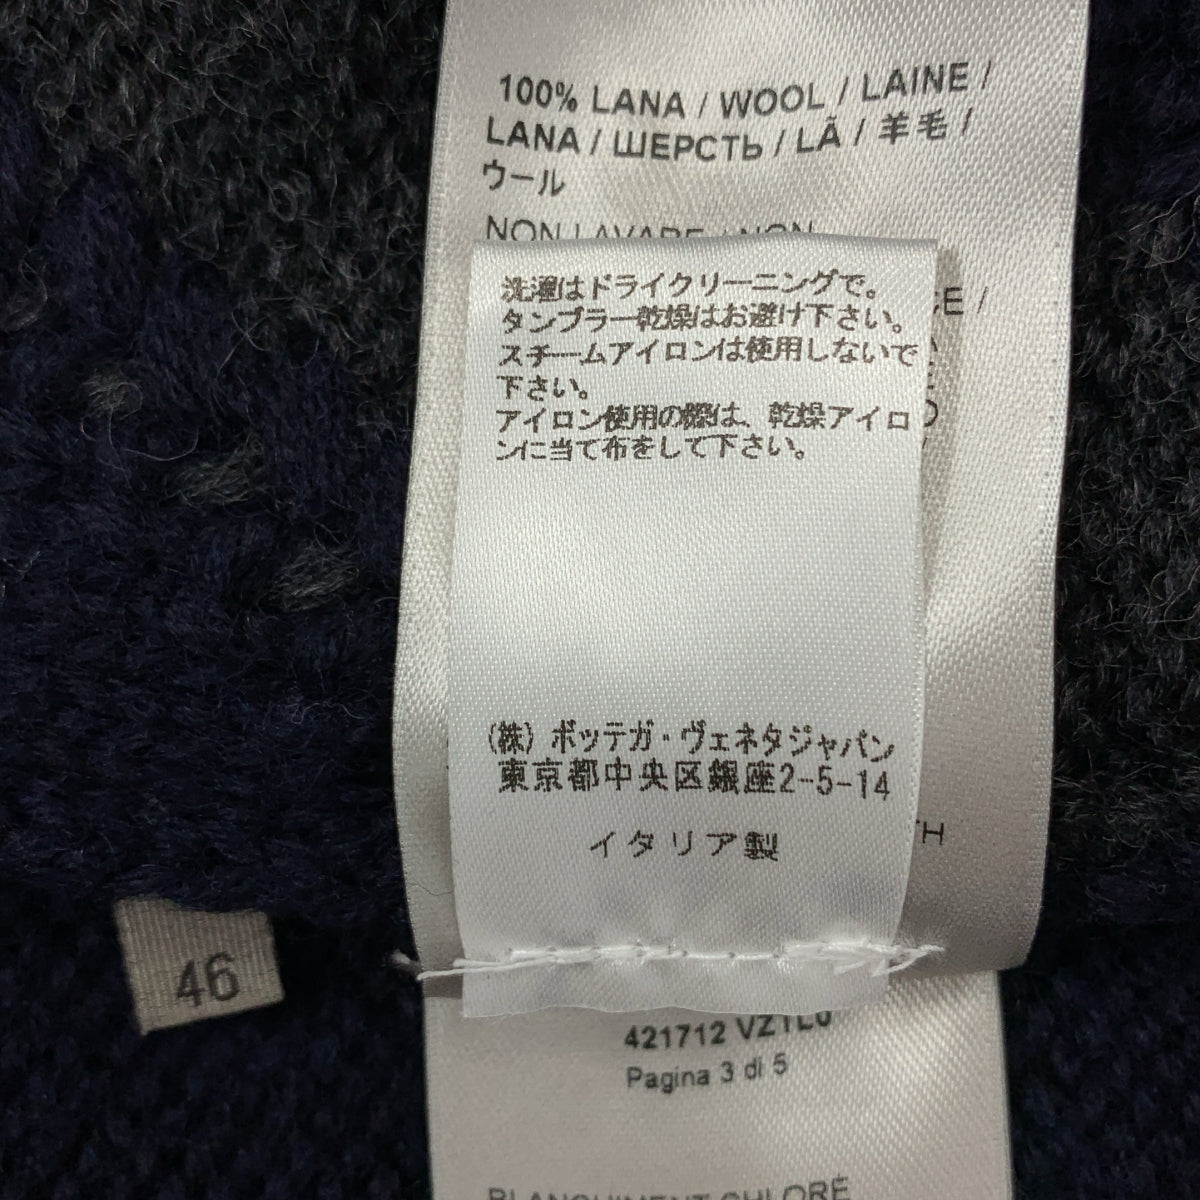 100% LANA / WOOL / LAINE /
LANA / ШЕРСТЬ / LÃ / 羊毛 /
ウール
NON LAVARE / NON
洗濯はドライクリーニングで。
タンブラー乾燥はお避け下さい。
スチームアイロンは使用しないで
下さい。
アイロン使用の際は、乾燥アイロ
ンに当て布をして下さい。
(株) ボッテガ・ヴェネタジャパン
東京都中央区銀座2-5-14
イタリア製
46
421712 VZ1L0
Pagina 3 di 5
BLANCHIMENT CHLORÉ